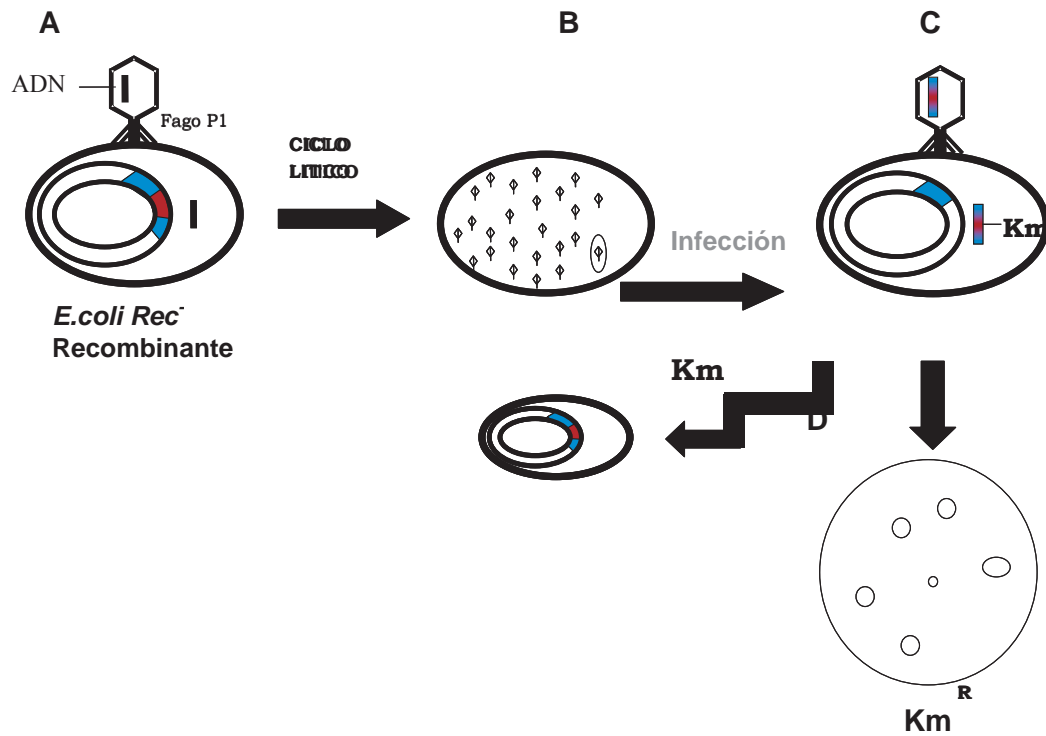 A
B
C
ADN
Fago P1
CICLO
LITICO
Infección
Km
E.coli Rec-
Recombinante
Km
D
R
Km